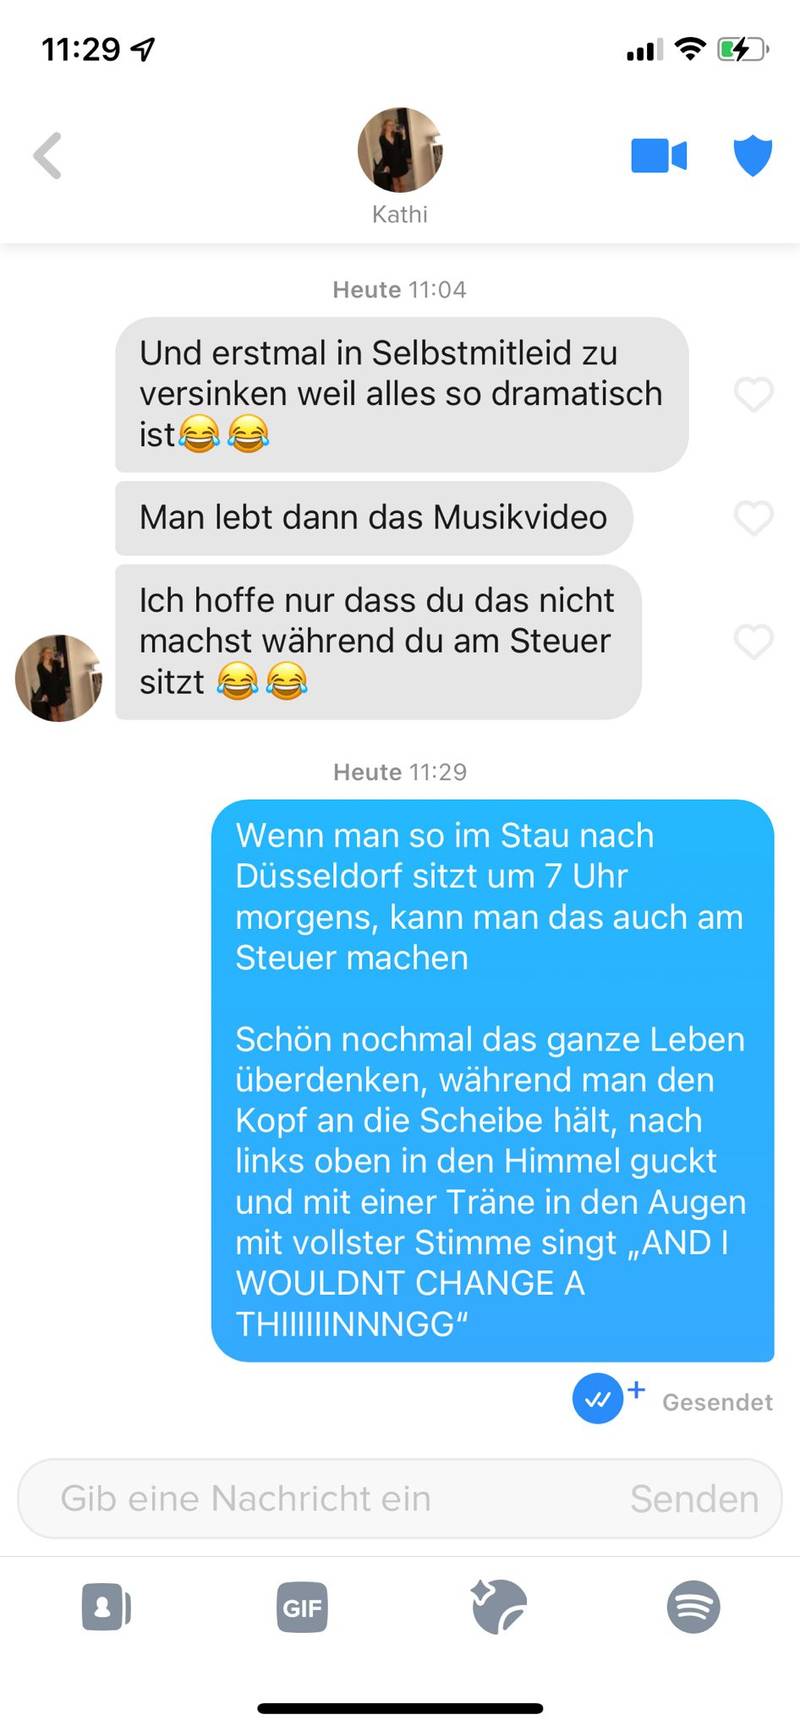 11:29
Kathi
Heute 11:04
Und erstmal in Selbstmitleid zu
versinken weil alles so dramatisch
ist😂😂
Man lebt dann das Musikvideo
Ich hoffe nur dass du das nicht
machst während du am Steuer
sitzt 😂😂
Heute 11:29
Wenn man so im Stau nach
Düsseldorf sitzt um 7 Uhr
morgens, kann man das auch am
Steuer machen
Schön nochmal das ganze Leben
überdenken, während man den
Kopf an die Scheibe hält, nach
links oben in den Himmel guckt
und mit einer Träne in den Augen
mit vollster Stimme singt „AND I
WOULDNT CHANGE A
THIIIIIINNNGG“
Gesendet
Gib eine Nachricht ein Senden
GIF